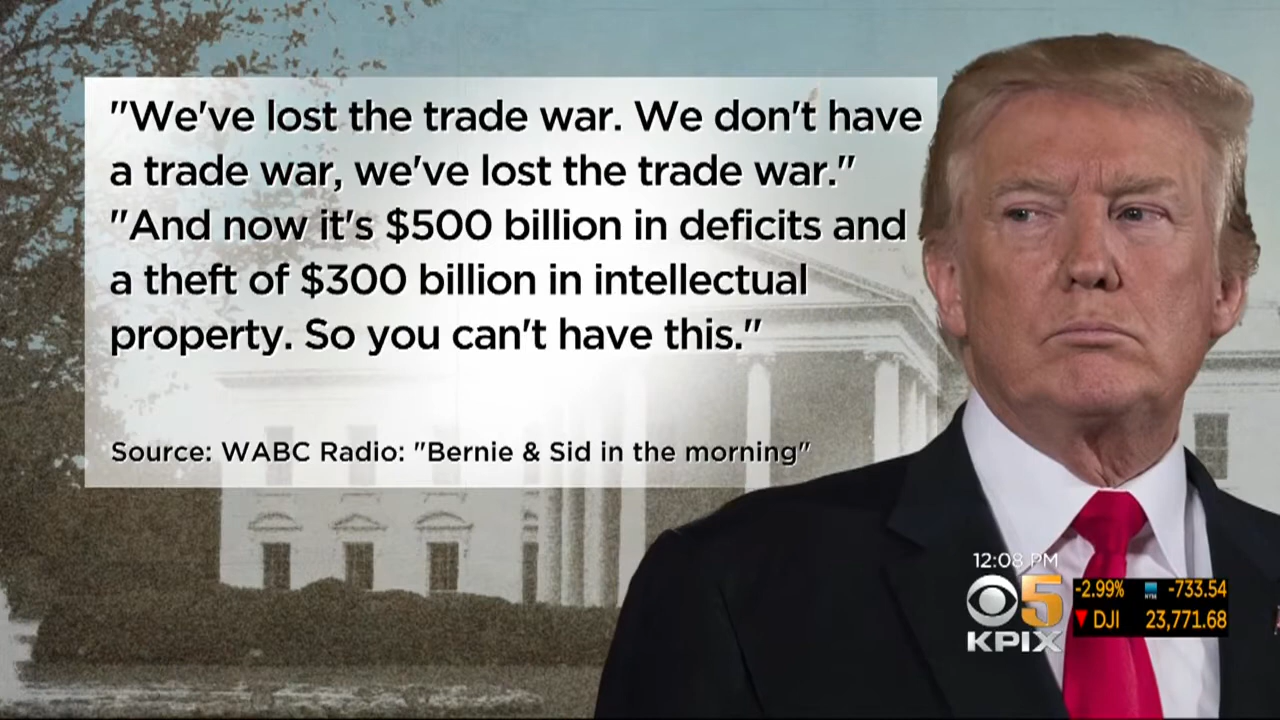 "We've lost the trade war. We don't have
a trade war, we've lost the trade war."
"And now it's $500 billion in deficits and
a theft of $300 billion in intellectual
property. So you can't have this."
Source: WABC Radio: "Bernie & Sid in the morning"
12:08 PM
5
KPIX
-2.99% -733.54
▼ DJI 23,771.68